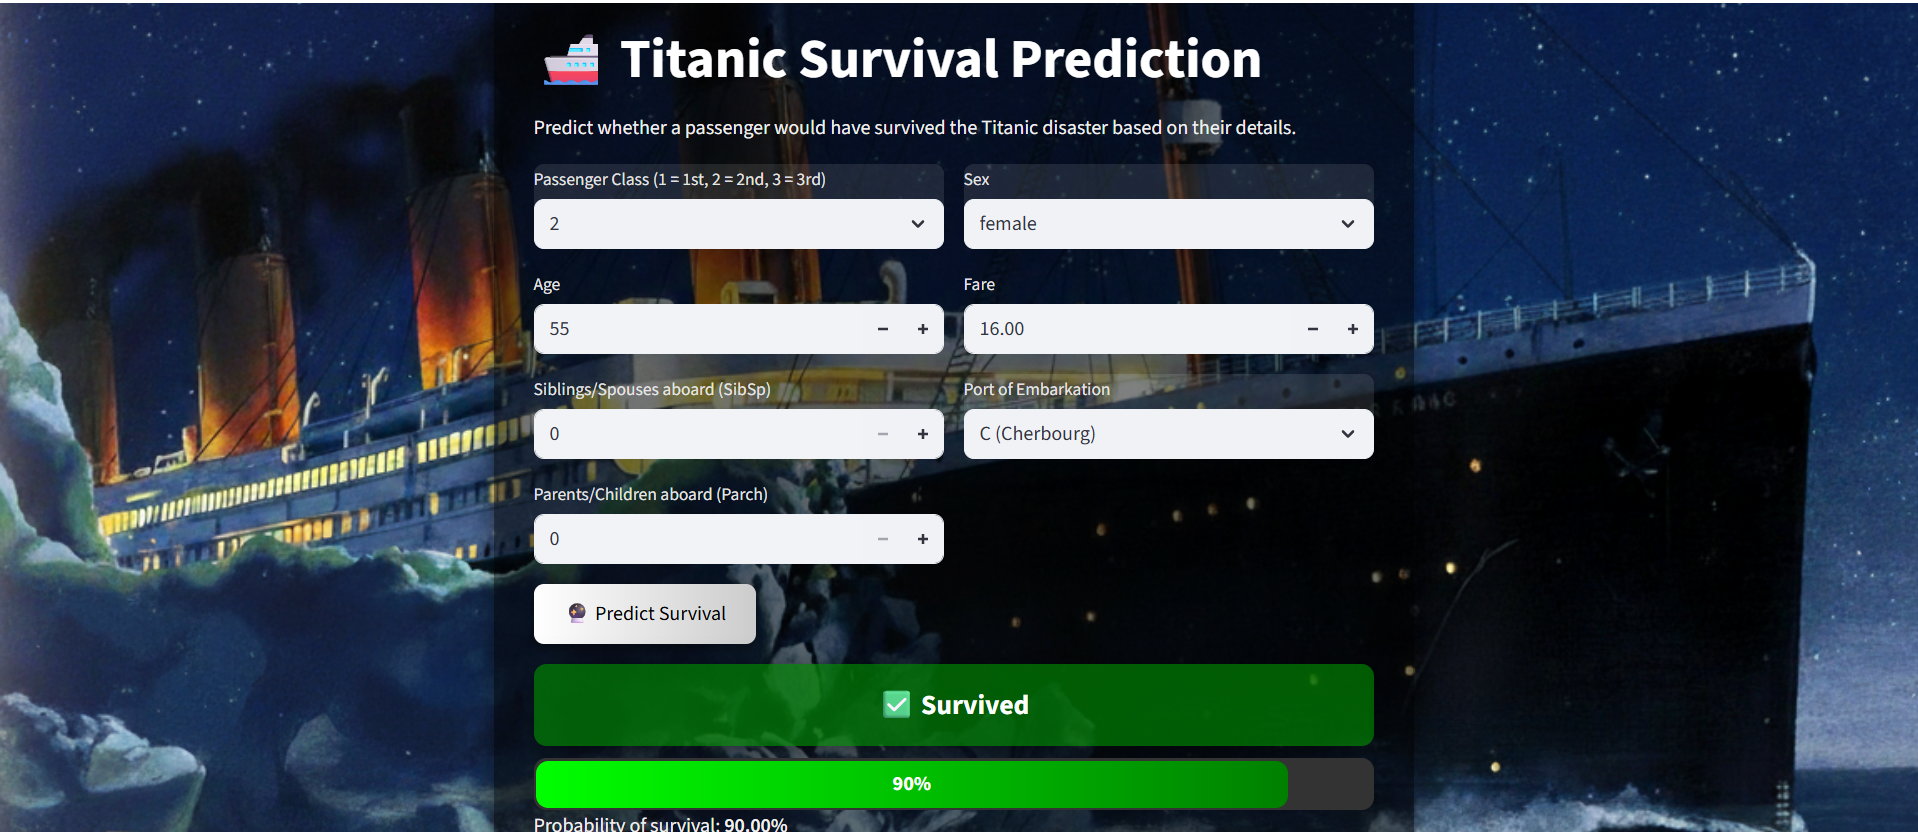 Titanic Survival Prediction
Predict whether a passenger would have survived the Titanic disaster based on their details.
Passenger Class (1 = 1st, 2 = 2nd, 3 = 3rd)
Sex
2
female
Age
Fare
55
16.00
Siblings/Spouses aboard (SibSp)
Port of Embarkation
0
C (Cherbourg)
Parents/Children aboard (Parch)
0
Predict Survival
Survived
90%
Probability of survival: 90.00%